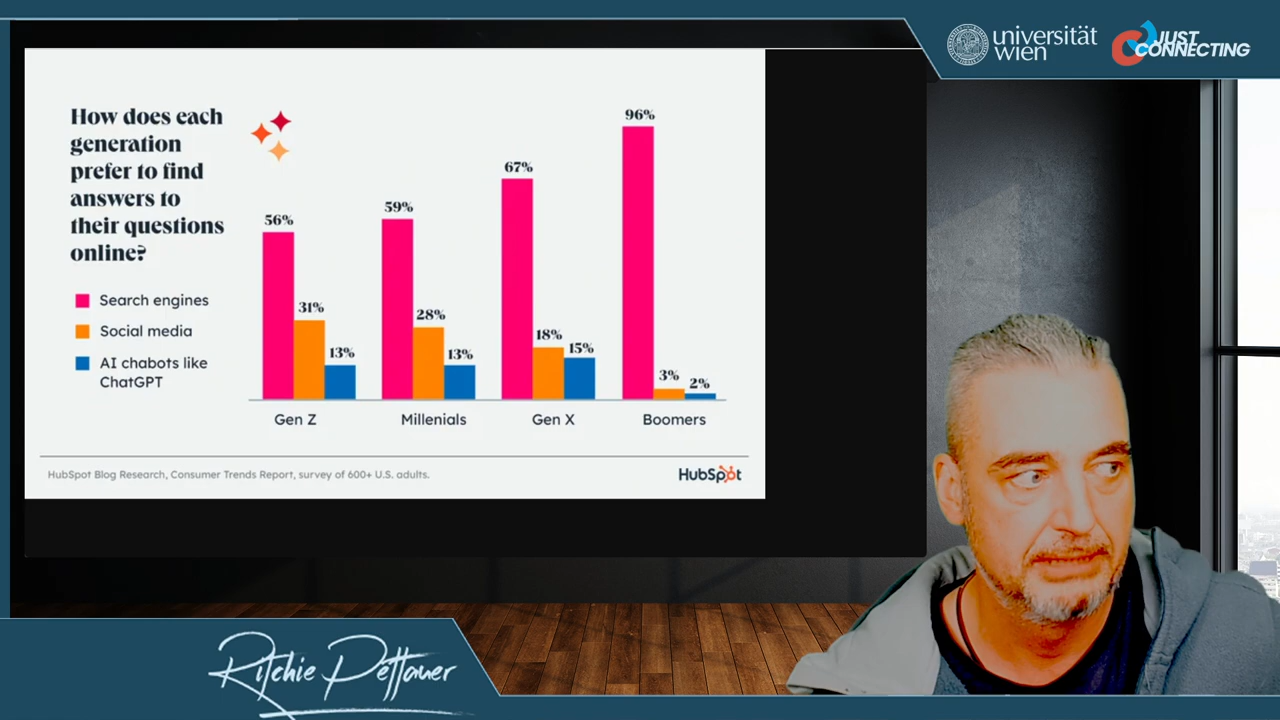 universität
wien
JUST
CONNECTING
How does each
generation
prefer to find
answers to
their questions
online?
Search engines
Social media
AI chabots like
ChatGPT
56%
31%
13%
59%
28%
13%
67%
18%
15%
96%
3%
2%
Gen Z
Millenials
Gen X
Boomers
HubSpot Blog Research, Consumer Trends Report, survey of 600+ U.S. adults.
HubSpot
Ritchie Pettauer